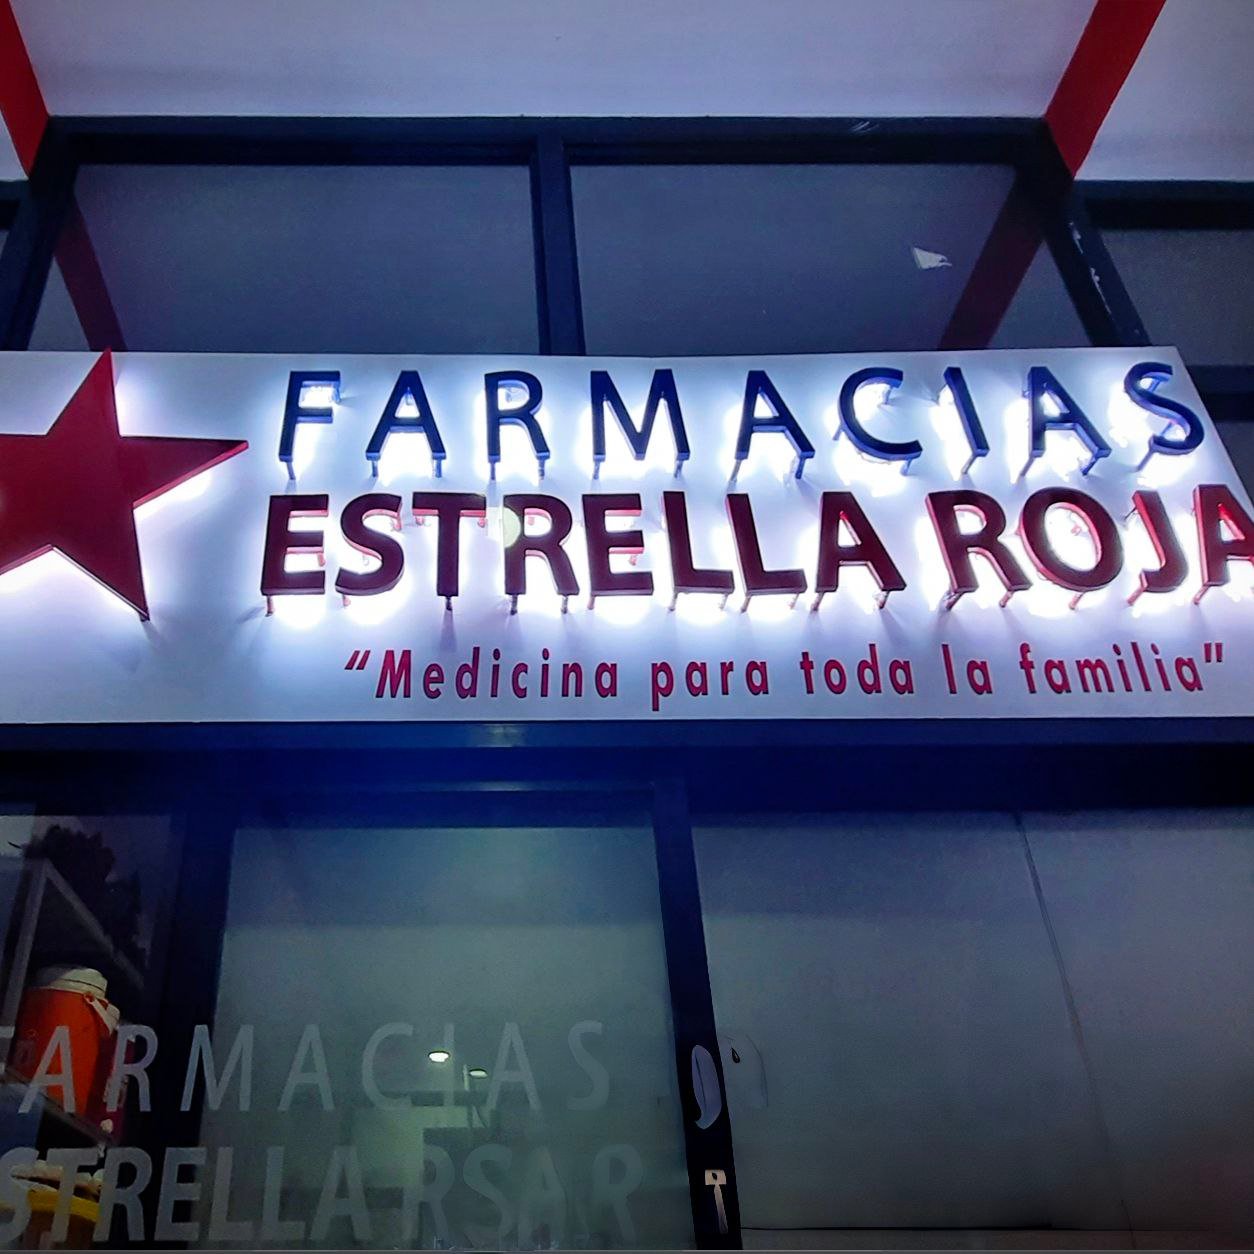 FARMACIAS
ESTRELLA ROJA
“Medicina para toda la familia”
FARMACIAS
ESTRELLA RSAR